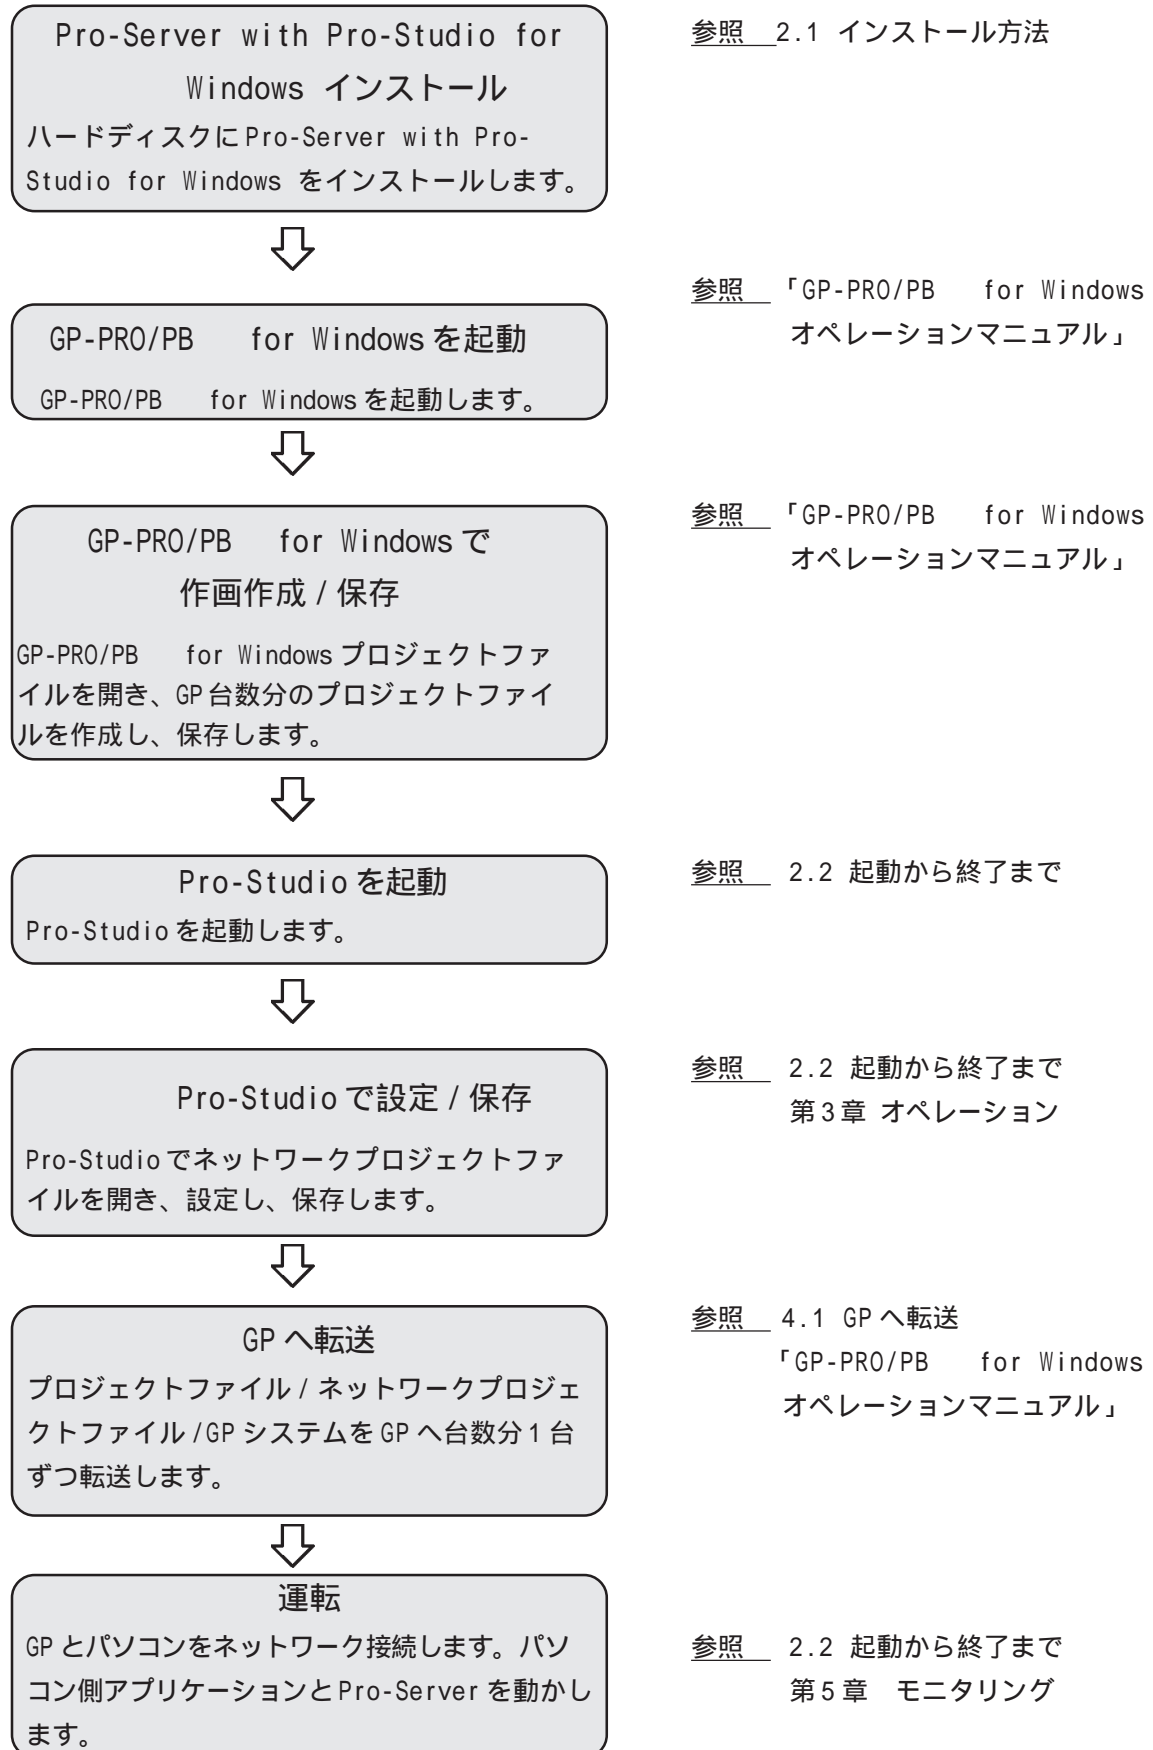 Pro-Server with Pro-Studio for
Windows インストール
ハードディスクにPro-Server with Pro-
Studio for Windows をインストールします。
参照 2.1 インストール方法
GP-PRO/PB for Windowsを起動
GP-PRO/PB for Windowsを起動します。
参照 「GP-PRO/PB for Windows
オペレーションマニュアル」
GP-PRO/PB for Windowsで
作画作成/保存
GP-PRO/PB for Windowsプロジェクトファ
イルを開き、GP台数分のプロジェクトファイ
ルを作成し、保存します。
参照 「GP-PRO/PB for Windows
オペレーションマニュアル」
Pro-Studioを起動
Pro-Studioを起動します。
参照 2.2 起動から終了まで
Pro-Studioで設定/保存
Pro-Studioでネットワークプロジェクトファ
イルを開き、設定し、保存します。
参照 2.2 起動から終了まで
第3章 オペレーション
GPへ転送
プロジェクトファイル/ネットワークプロジェ
クトファイル/GPシステムをGPへ台数分1台
ずつ転送します。
参照 4.1 GPへ転送
「GP-PRO/PB for Windows
オペレーションマニュアル」
運転
GPとパソコンをネットワーク接続します。パソ
コン側アプリケーションとPro-Serverを動かし
ます。
参照 2.2 起動から終了まで
第5章 モニタリング